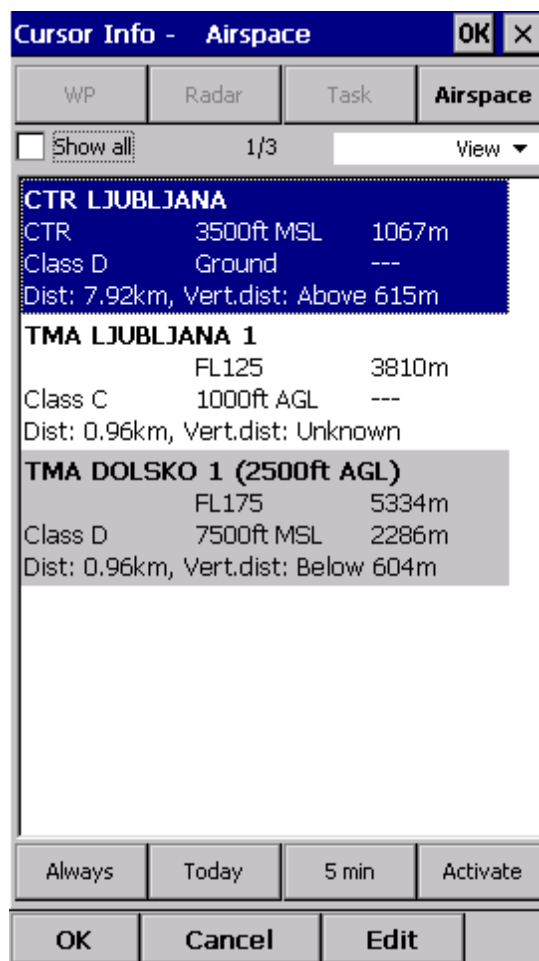 Cursor Info - Airspace OK ×
WP Radar Task Airspace
Show all 1/3 View
CTR LJUBLJANA
CTR 3500ft MSL 1067m
Class D Ground ---
Dist: 7.92km, Vert.dist: Above 615m
TMA LJUBLJANA 1
FL125 3810m
Class C 1000ft AGL ---
Dist: 0.96km, Vert.dist: Unknown
TMA DOLSKO 1 (2500ft AGL)
FL175 5334m
Class D 7500ft MSL 2286m
Dist: 0.96km, Vert.dist: Below 604m
Always Today 5 min Activate
OK Cancel Edit